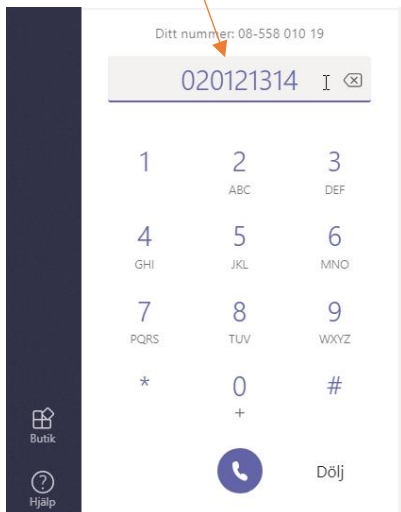 Ditt nummer: 08-558 010 19
020121314
1 2 3
ABC DEF
4 5 6
GHI JKL MNO
7 8 9
PQRS TUV WXYZ
* 0 #
+
Butik
Dölj
Hjälp